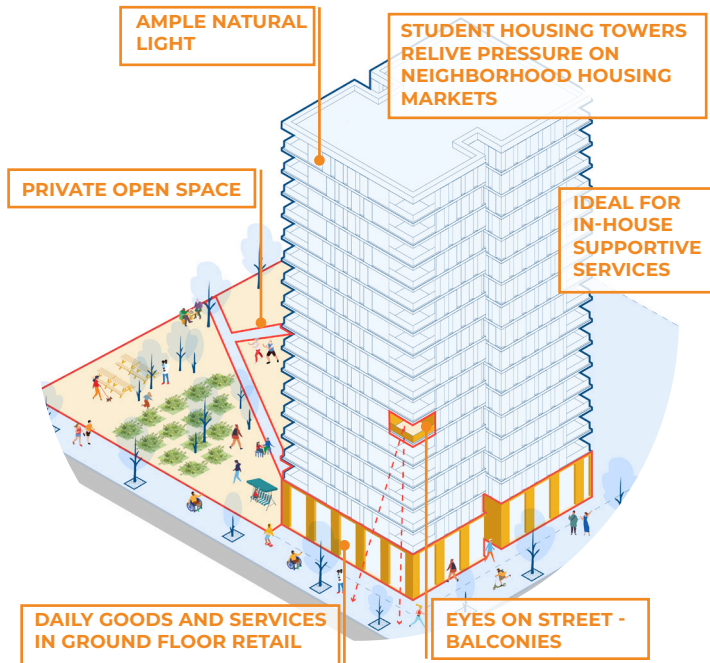 AMPLE NATURAL
LIGHT
STUDENT HOUSING TOWERS
RELIVE PRESSURE ON
NEIGHBORHOOD HOUSING
MARKETS
PRIVATE OPEN SPACE
IDEAL FOR
IN-HOUSE
SUPPORTIVE
SERVICES
DAILY GOODS AND SERVICES
IN GROUND FLOOR RETAIL
EYES ON STREET -
BALCONIES